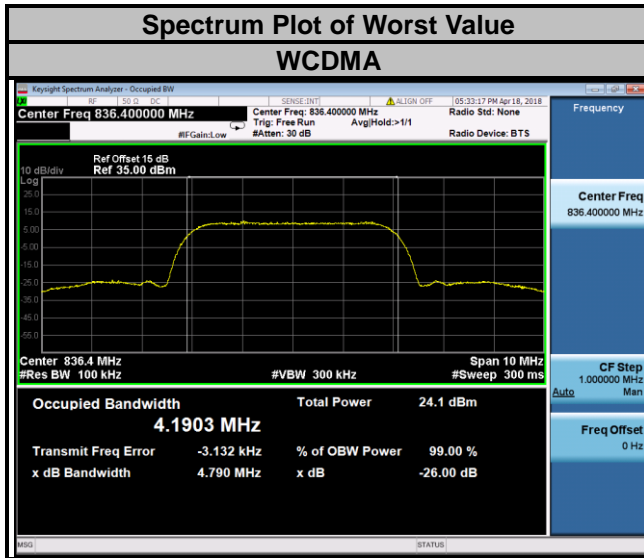 Spectrum Plot of Worst Value
WCDMA
Keysight Spectrum Analyzer - Occupied BW
RF 50 Ω DC SENSE:INT ALIGN OFF 05:33:17 PM Apr 18, 2018
Center Freq 836.400000 MHz Center Freq: 836.400000 MHz Radio Std: None
Trig: Free Run Avg|Hold:>1/1
#IFGain:Low #Atten: 30 dB Radio Device: BTS
Frequency
Ref Offset 15 dB
10 dB/div Ref 35.00 dBm
Log
25.0
15.0
5.00
-5.00
-15.0
-25.0
-35.0
-45.0
-55.0
Center Freq
836.400000 MHz
Center 836.4 MHz Span 10 MHz
#Res BW 100 kHz #VBW 300 kHz #Sweep 300 ms
CF Step
1.000000 MHz
Auto Man
Occupied Bandwidth Total Power 24.1 dBm
4.1903 MHz
Freq Offset
0 Hz
Transmit Freq Error -3.132 kHz % of OBW Power 99.00 %
x dB Bandwidth 4.790 MHz x dB -26.00 dB
MSG STATUS